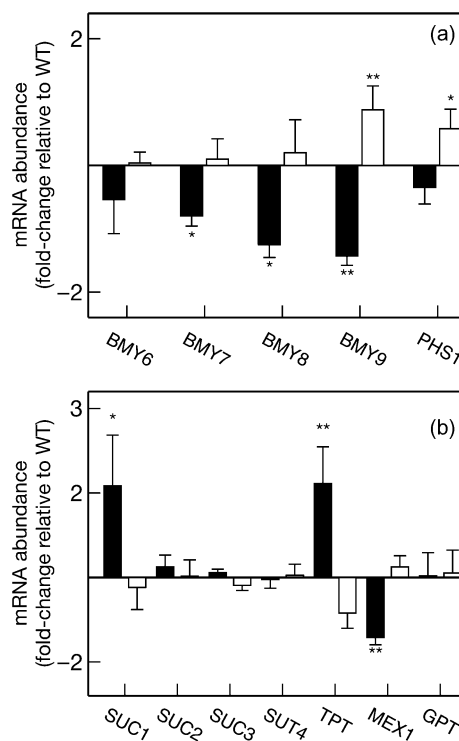 (a)
2
mRNA abundance
(fold-change relative to WT)
**
*
*
*
**
−2
BMY6 BMY7 BMY8 BMY9 PHS1
(b)
3
*
**
mRNA abundance
(fold-change relative to WT)
2
**
−2
SUC1 SUC2 SUC3 SUT4 TPT MEX1 GPT